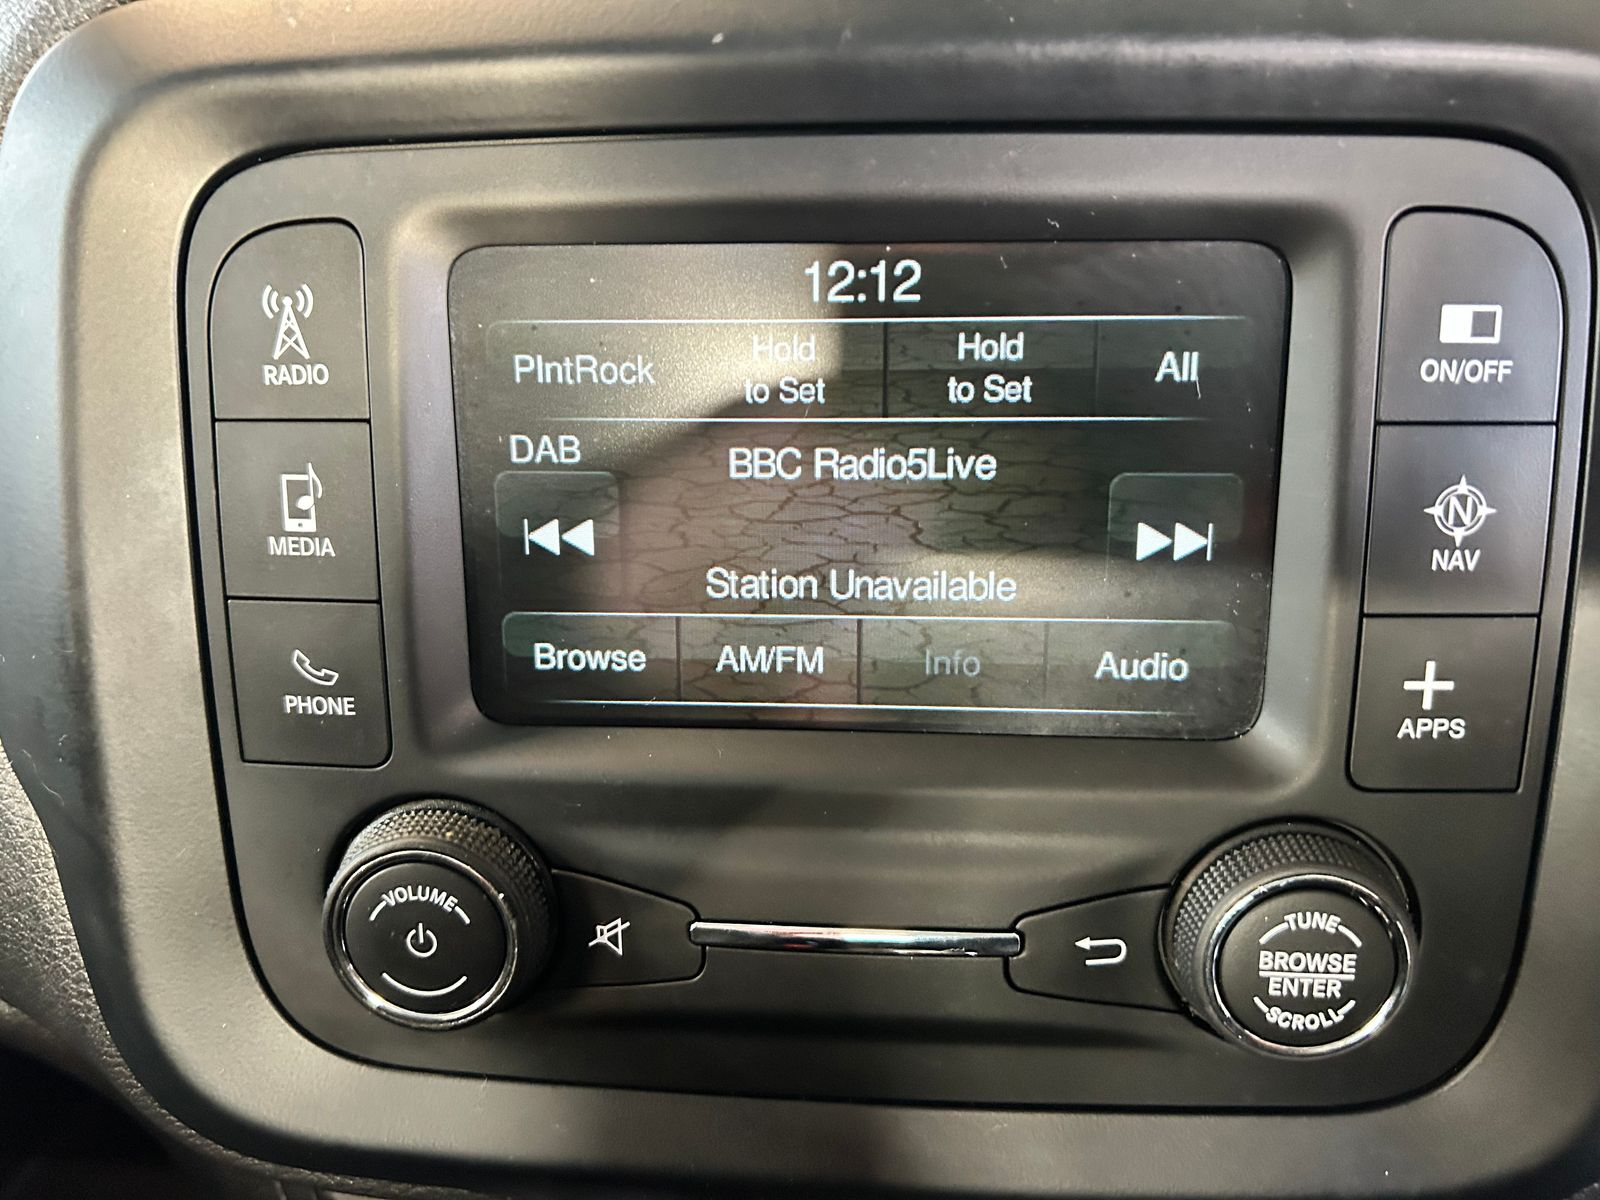 12:12
PlntRock
Hold
to Set
Hold
to Set
All
DAB
BBC Radio5Live
Station Unavailable
Browse
AM/FM
Info
Audio
RADIO
MEDIA
PHONE
ON/OFF
N
NAV
APPS
VOLUME
TUNE
BROWSE
ENTER
SCROLL